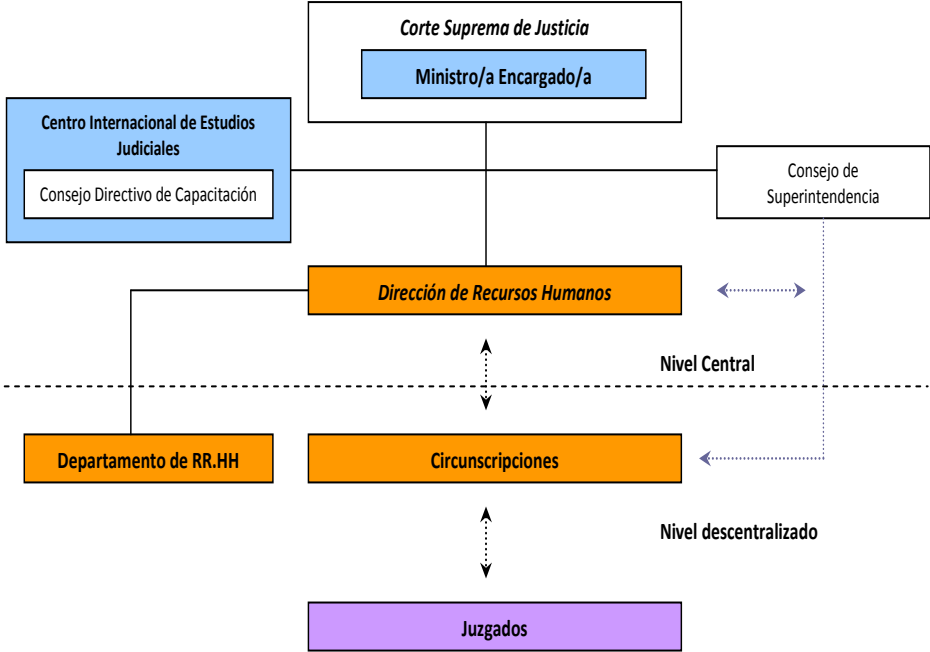 Corte Suprema de Justicia
Ministro/a Encargado/a
Centro Internacional de Estudios
Judiciales
Consejo Directivo de Capacitación
Consejo de
Superintendencia
Dirección de Recursos Humanos
Nivel Central
Departamento de RR.HH
Circunscripciones
Nivel descentralizado
Juzgados